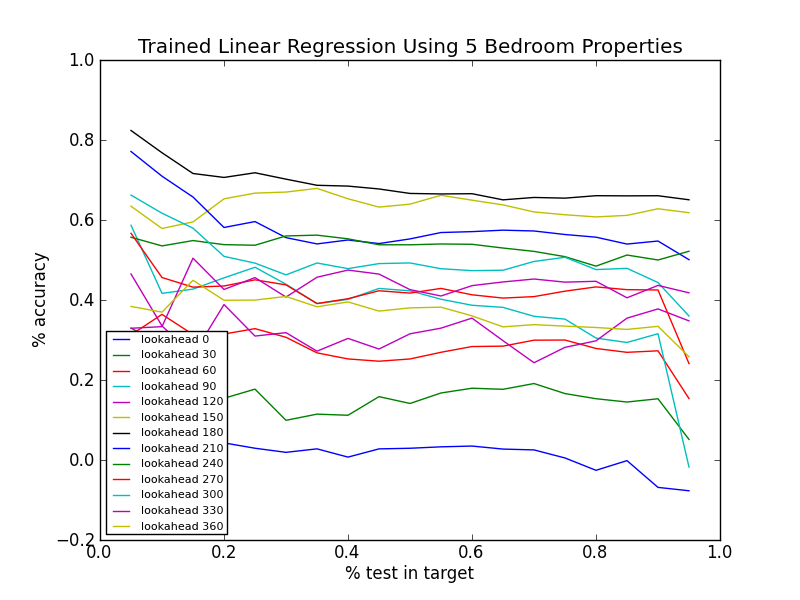 Trained Linear Regression Using 5 Bedroom Properties
1.0
0.8
0.6
0.4
0.2
0.0
−0.2
% accuracy
lookahead 0
lookahead 30
lookahead 60
lookahead 90
lookahead 120
lookahead 150
lookahead 180
lookahead 210
lookahead 240
lookahead 270
lookahead 300
lookahead 330
lookahead 360
0.0 0.2 0.4 0.6 0.8 1.0
% test in target